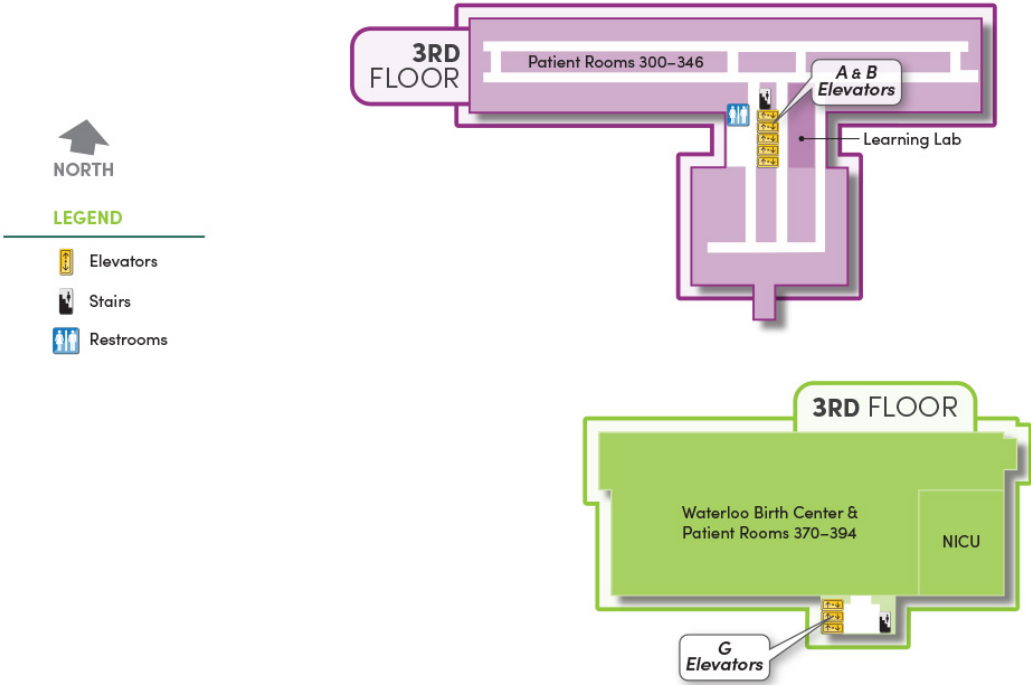 3RD
FLOOR
Patient Rooms 300–346
A & B
Elevators
Learning Lab
NORTH
LEGEND
Elevators
Stairs
Restrooms
3RD FLOOR
Waterloo Birth Center &
Patient Rooms 370–394
NICU
G
Elevators